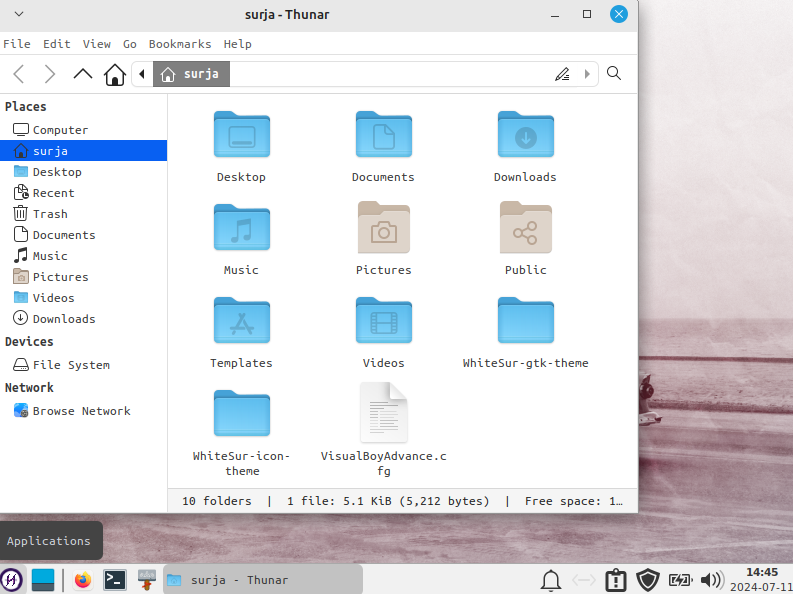 surja - Thunar
File Edit View Go Bookmarks Help
surja
Places
Computer
surja
Desktop
Recent
Trash
Documents
Music
Pictures
Videos
Downloads
Devices
File System
Network
Browse Network
Desktop
Documents
Downloads
Music
Pictures
Public
Templates
Videos
WhiteSur-gtk-theme
WhiteSur-icon-
theme
VisualBoyAdvance.c
fg
10 folders | 1 file: 5.1 KiB (5,212 bytes) | Free space: 1…
Applications
surja - Thunar
14:45
2024-07-11